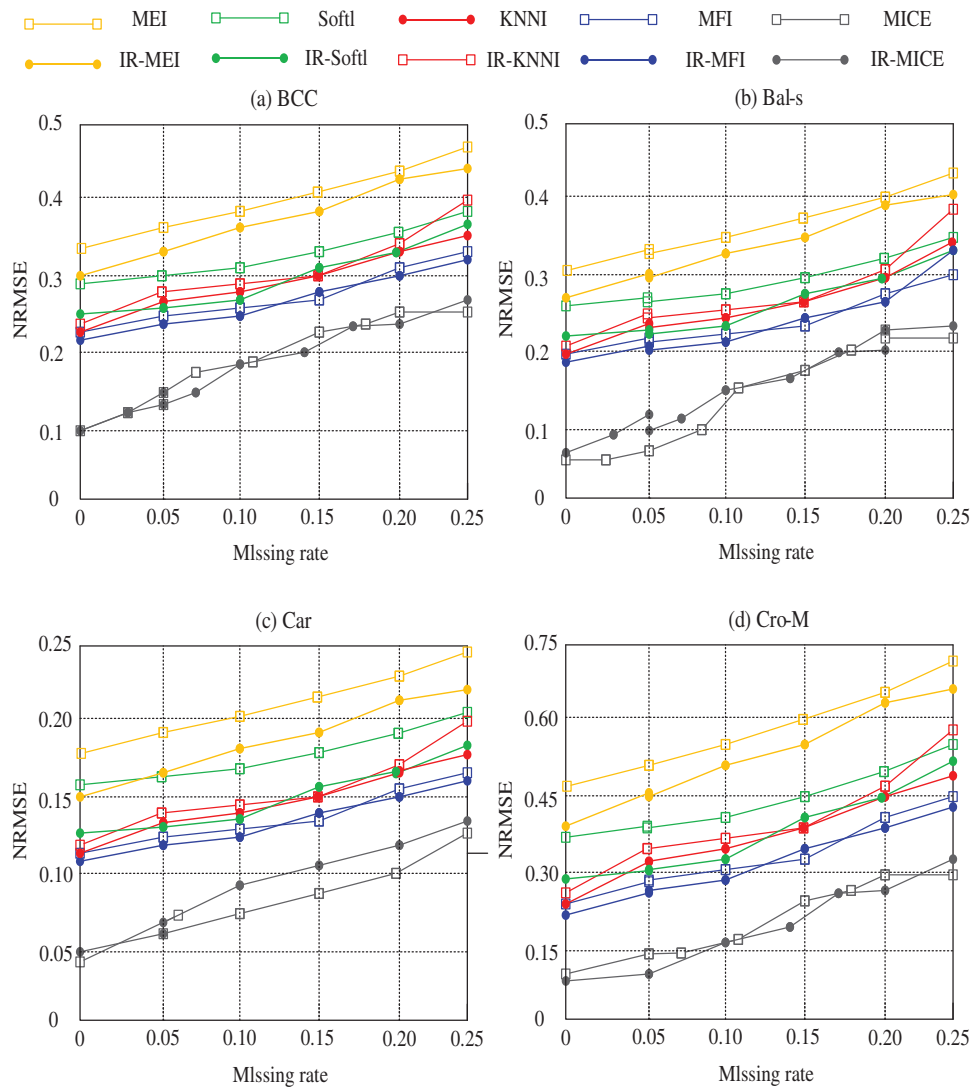 MEI Softl KNNI MFI MICE
IR-MEI IR-Softl IR-KNNI IR-MFI IR-MICE
(a) BCC
0.5
0.4
0.3
0.2
0.1
0
NRMSE
0 0.05 0.10 0.15 0.20 0.25
MIssing rate
(b) Bal-s
0.5
0.4
0.3
0.2
0.1
0
NRMSE
0 0.05 0.10 0.15 0.20 0.25
MIssing rate
(c) Car
0.25
0.20
0.15
0.10
0.05
0
NRMSE
0 0.05 0.10 0.15 0.20 0.25
MIssing rate
(d) Cro-M
0.75
0.60
0.45
0.30
0.15
0
NRMSE
0 0.05 0.10 0.15 0.20 0.25
MIssing rate